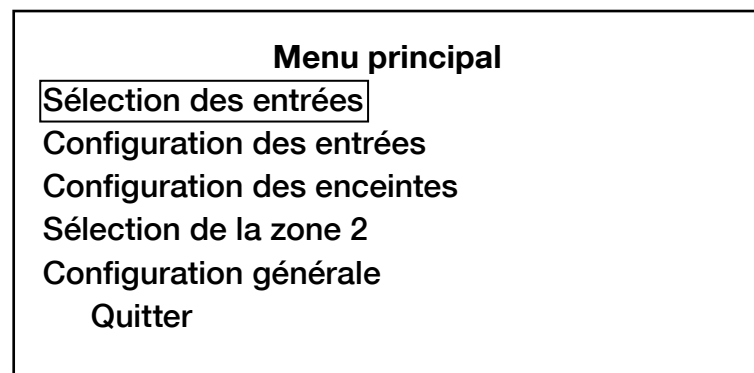 Menu principal
Sélection des entrées
Configuration des entrées
Configuration des enceintes
Sélection de la zone 2
Configuration générale
Quitter